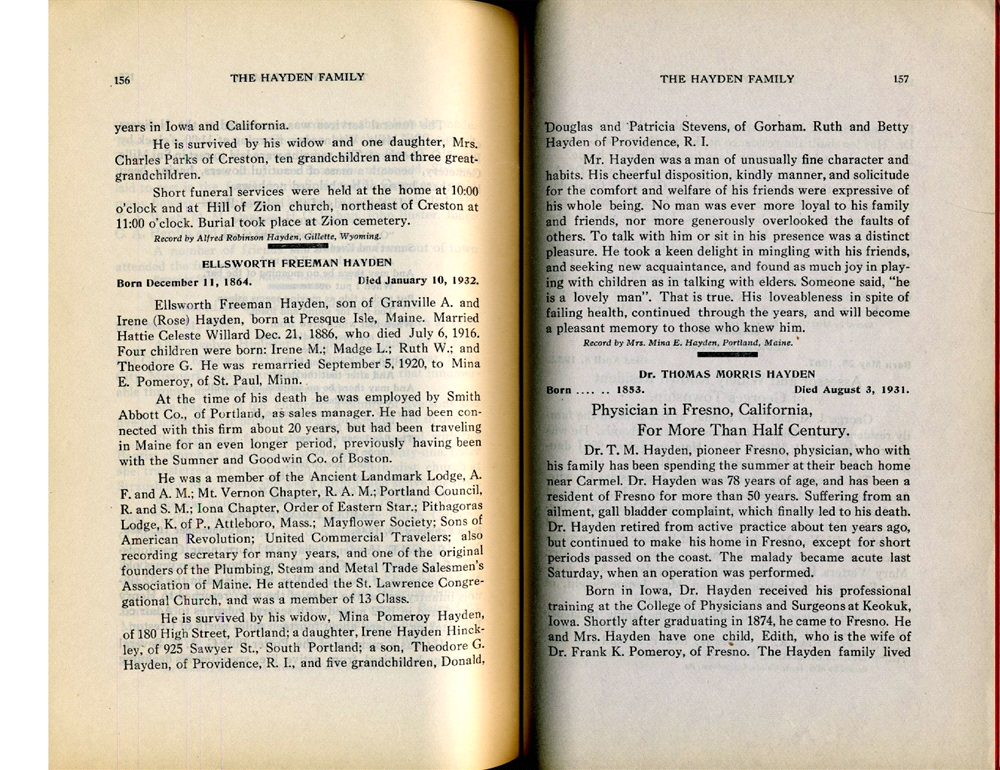 156
THE HAYDEN FAMILY
years in Iowa and California.
He is survived by his widow and one daughter, Mrs.
Charles Parks of Creston, ten grandchildren and three great-
grandchildren.
Short funeral services were held at the home at 10:00
o'clock and at Hill of Zion church, northeast of Creston at
11:00 o'clock. Burial took place at Zion cemetery.
Record by Alfred Robinson Hayden, Gillette, Wyoming.
ELLSWORTH FREEMAN HAYDEN
Born December 11, 1864. Died January 10, 1932.
Ellsworth Freeman Hayden, son of Granville A. and
Irene (Rose) Hayden, born at Presque Isle, Maine. Married
Hattie Celeste Willard Dec. 21, 1886, who died July 6, 1916.
Four children were born: Irene M.; Madge L.; Ruth W.; and
Theodore G. He was remarried September 5, 1920, to Mina
E. Pomeroy, of St. Paul, Minn.
At the time of his death he was employed by Smith
Abbott Co., of Portland, as sales manager. He had been con-
nected with this firm about 20 years, but had been traveling
in Maine for an even longer period, previously having been
with the Sumner and Goodwin Co. of Boston.
He was a member of the Ancient Landmark Lodge, A.
F. and A. M.; Mt. Vernon Chapter, R. A. M.; Portland Council,
R. and S. M.; Iona Chapter, Order of Eastern Star.; Pithagoras
Lodge, K. of P., Attleboro, Mass.; Mayflower Society; Sons of
American Revolution; United Commercial Travelers; also
recording secretary for many years, and one of the original
founders of the Plumbing, Steam and Metal Trade Salesmen's
Association of Maine. He attended the St. Lawrence Congre-
gational Church, and was a member of 13 Class.
He is survived by his widow, Mina Pomeroy Hayden,
of 180 High Street, Portland; a daughter, Irene Hayden Hinck-
ley, of 925 Sawyer St., South Portland; a son, Theodore G.
Hayden, of Providence, R. I., and five grandchildren, Donald,
THE HAYDEN FAMILY
157
Douglas and Patricia Stevens, of Gorham. Ruth and Betty
Hayden of Providence, R. I.
Mr. Hayden was a man of unusually fine character and
habits. His cheerful disposition, kindly manner, and solicitude
for the comfort and welfare of his friends were expressive of
his whole being. No man was ever more loyal to his family
and friends, nor more generously overlooked the faults of
others. To talk with him or sit in his presence was a distinct
pleasure. He took a keen delight in mingling with his friends,
and seeking new acquaintance, and found as much joy in play-
ing with children as in talking with elders. Someone said, "he
is a lovely man". That is true. His loveableness in spite of
failing health, continued through the years, and will become
a pleasant memory to those who knew him.
Record by Mrs. Mina E. Hayden, Portland, Maine.
Dr. THOMAS MORRIS HAYDEN
Born .... .. 1853. Died August 3, 1931.
Physician in Fresno, California,
For More Than Half Century.
Dr. T. M. Hayden, pioneer Fresno, physician, who with
his family has been spending the summer at their beach home
near Carmel. Dr. Hayden was 78 years of age, and has been a
resident of Fresno for more than 50 years. Suffering from an
ailment, gall bladder complaint, which finally led to his death.
Dr. Hayden retired from active practice about ten years ago,
but continued to make his home in Fresno, except for short
periods passed on the coast. The malady became acute last
Saturday, when an operation was performed.
Born in Iowa, Dr. Hayden received his professional
training at the College of Physicians and Surgeons at Keokuk,
Iowa. Shortly after graduating in 1874, he came to Fresno. He
and Mrs. Hayden have one child, Edith, who is the wife of
Dr. Frank K. Pomeroy, of Fresno. The Hayden family lived